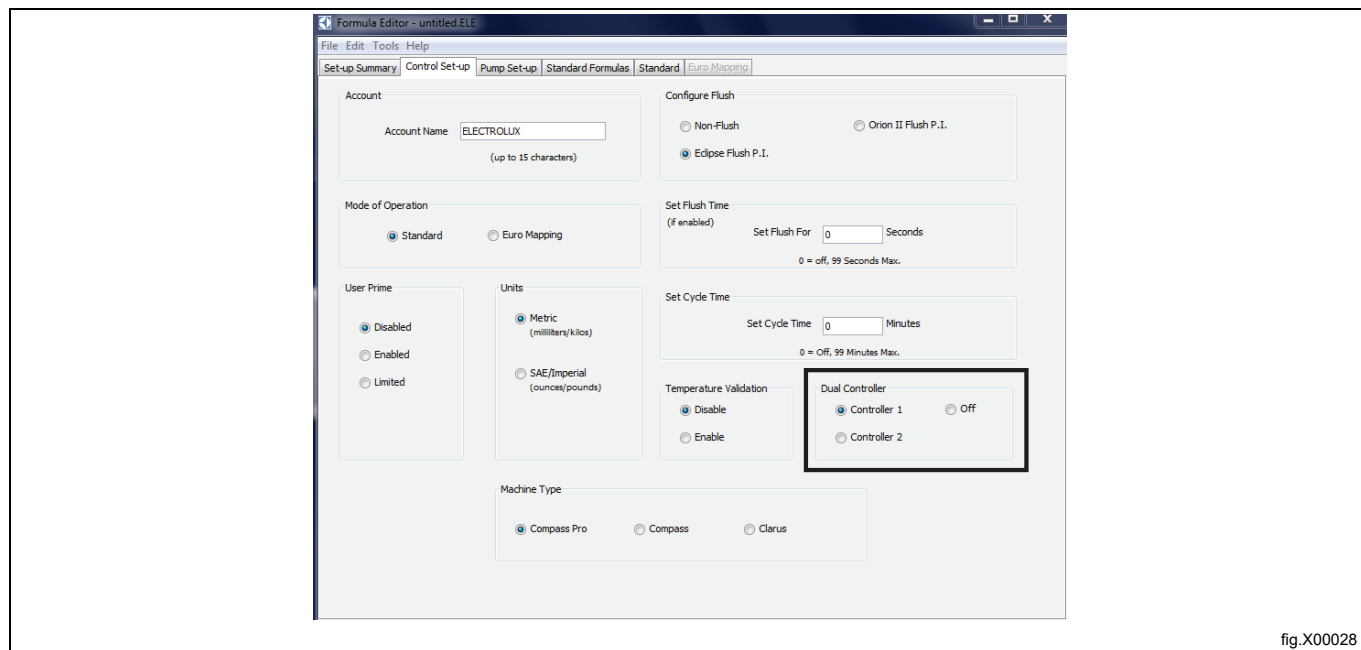 Formula Editor - untitled.ELE
File Edit Tools Help
Set-up Summary Control Set-up Pump Set-up Standard Formulas Standard Euro Mapping
Account
Account Name ELECTROLUX
(up to 15 characters)
Configure Flush
Non-Flush Orion II Flush P.I.
Eclipse Flush P.I.
Mode of Operation
Standard Euro Mapping
Set Flush Time
(if enabled)
Set Flush For 0 Seconds
0 = off, 99 Seconds Max.
User Prime
Disabled
Enabled
Limited
Units
Metric
(milliliters/kilos)
SAE/Imperial
(ounces/pounds)
Set Cycle Time
Set Cycle Time 0 Minutes
0 = Off, 99 Minutes Max.
Temperature Validation
Disable
Enable
Dual Controller
Controller 1 Off
Controller 2
Machine Type
Compass Pro Compass Clarus
fig.X00028